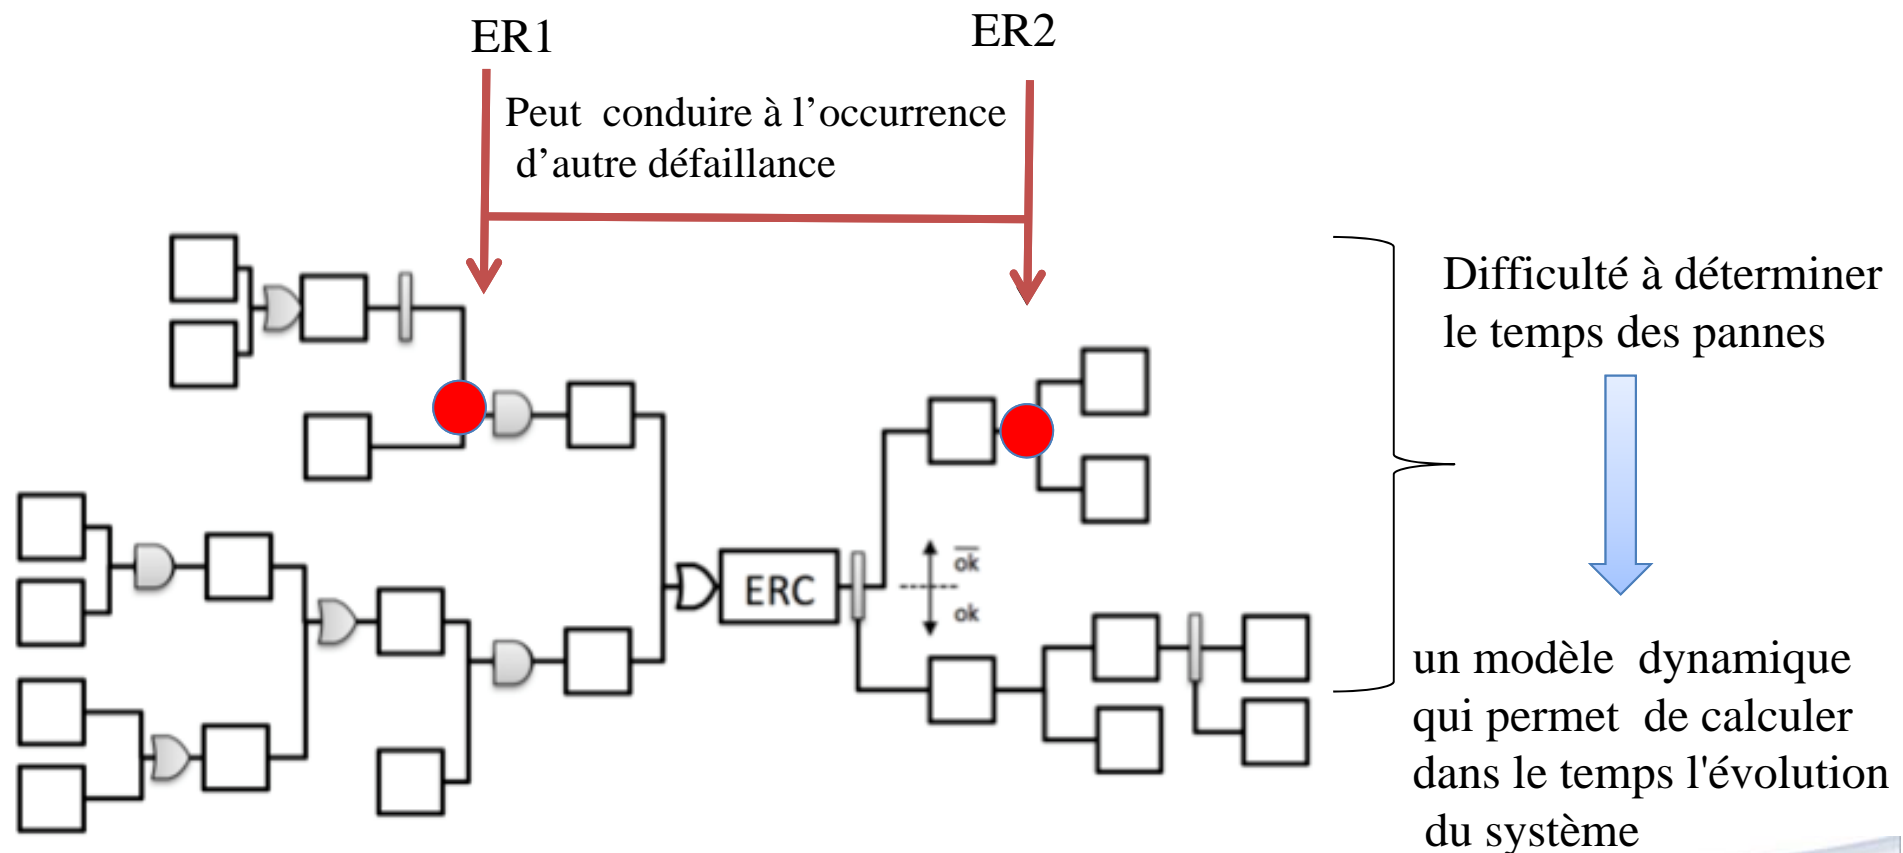 ER1
ER2
Peut conduire à l’occurrence
d’autre défaillance
Difficulté à déterminer
le temps des pannes
ok
ERC
ok
un modèle dynamique
qui permet de calculer
dans le temps l'évolution
du système